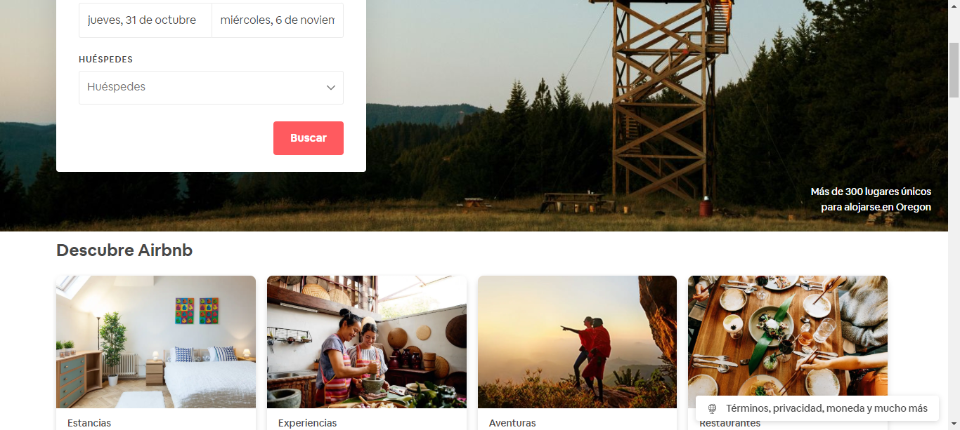 jueves, 31 de octubre
miércoles, 6 de noviem
HUÉSPEDES
Huéspedes
Buscar
Más de 300 lugares únicos
para alojarse en Oregon
Descubre Airbnb
Estancias
Experiencias
Aventuras
Restaurantes
Términos, privacidad, moneda y mucho más